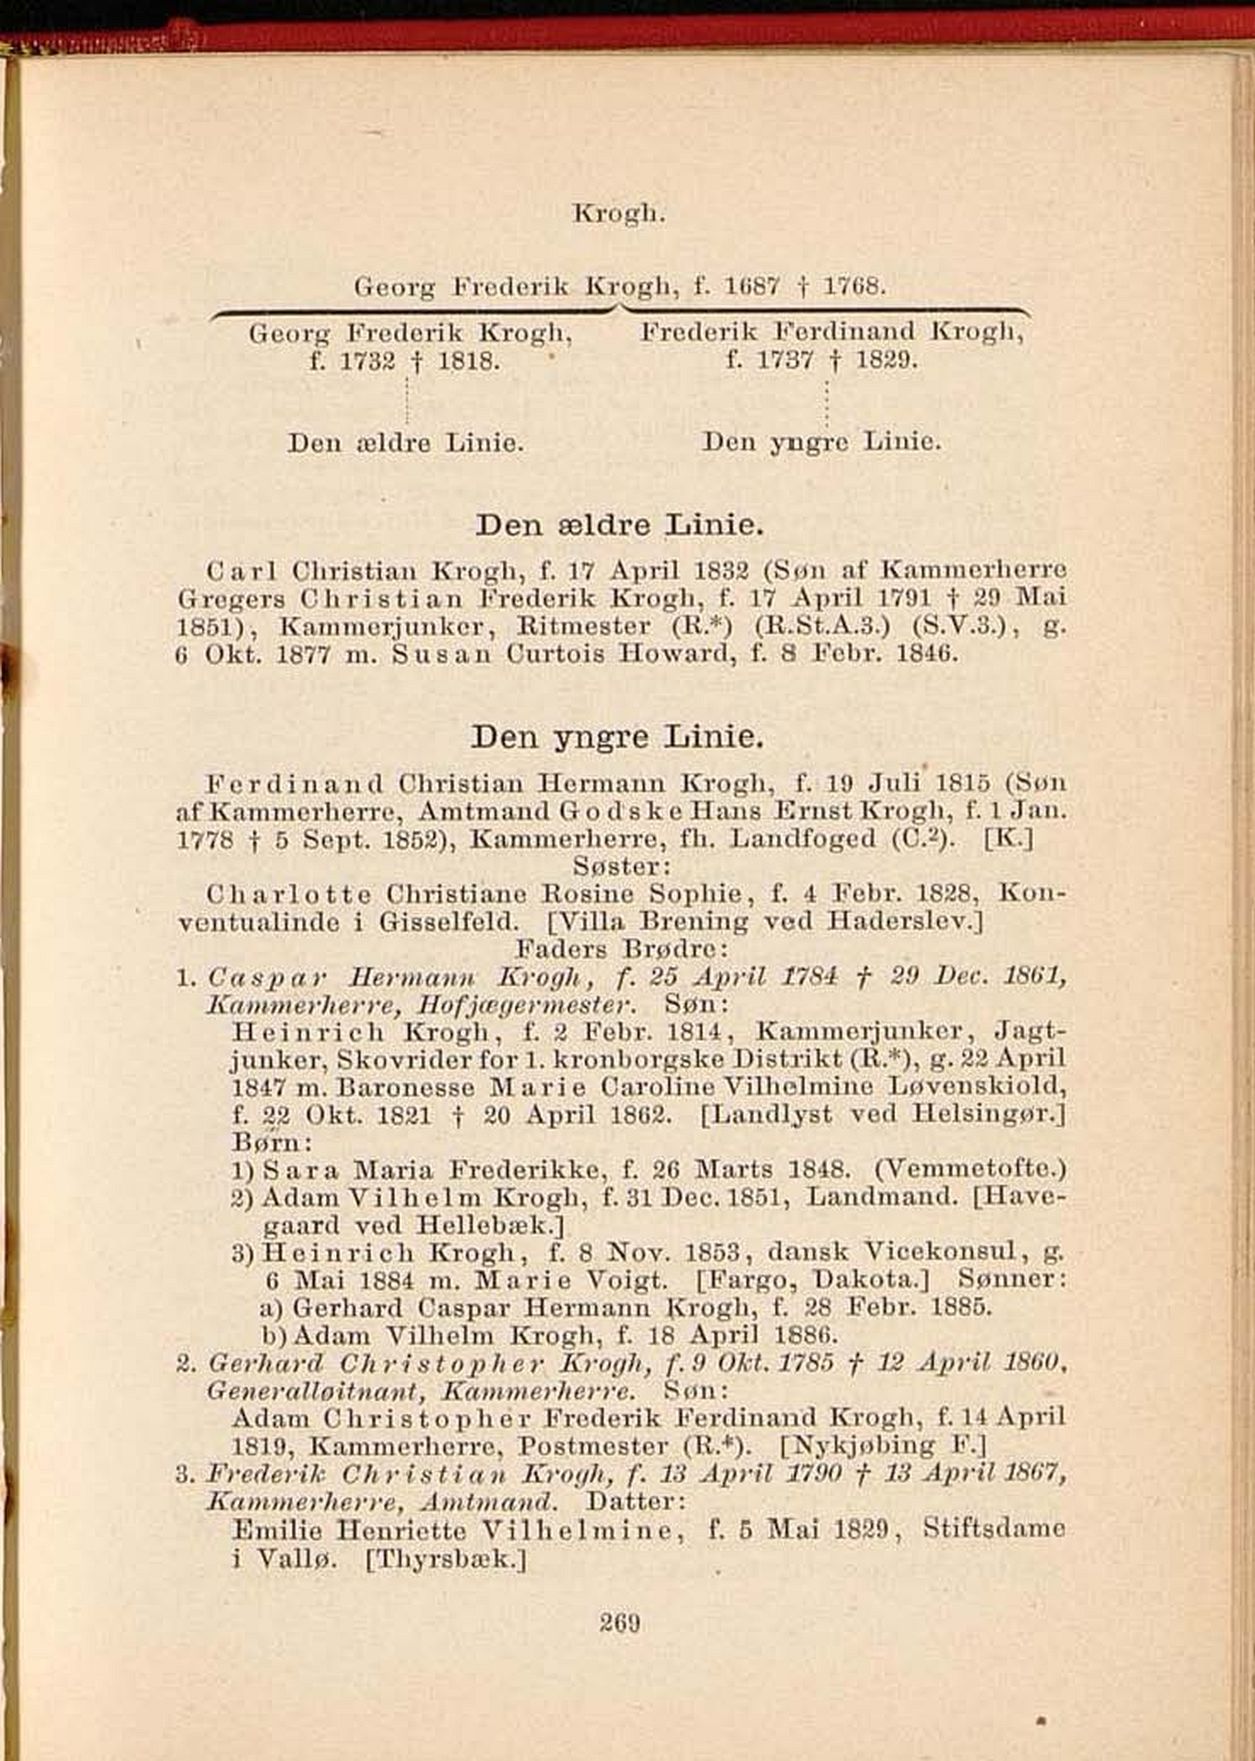 Krogh.
Georg Frederik Krogh, f. 1687 † 1768.
Georg Frederik Krogh, Frederik Ferdinand Krogh,
f. 1732 † 1818. f. 1737 † 1829.
Den ældre Linie. Den yngre Linie.
Den ældre Linie.
Carl Christian Krogh, f. 17 April 1832 (Søn af Kammerherre
Gregers Christian Frederik Krogh, f. 17 April 1791 † 29 Mai
1851), Kammerjunker, Ritmester (R.*) (R.St.A.3.) (S.V.3.), g.
6 Okt. 1877 m. Susan Curtois Howard, f. 8 Febr. 1846.
Den yngre Linie.
Ferdinand Christian Hermann Krogh, f. 19 Juli 1815 (Søn
af Kammerherre, Amtmand Godske Hans Ernst Krogh, f. 1 Jan.
1778 † 5 Sept. 1852), Kammerherre, fh. Landfoged (C.²). [K.]
Søster:
Charlotte Christiane Rosine Sophie, f. 4 Febr. 1828, Kon-
ventualinde i Gisselfeld. [Villa Brening ved Haderslev.]
Faders Brødre:
1. Caspar Hermann Krogh, f. 25 April 1784 † 29 Dec. 1861,
Kammerherre, Hofjægermester. Søn:
Heinrich Krogh, f. 2 Febr. 1814, Kammerjunker, Jagt-
junker, Skovrider for 1. kronborgske Distrikt (R.*), g. 22 April
1847 m. Baronesse Marie Caroline Vilhelmine Løvenskiold,
f. 22 Okt. 1821 † 20 April 1862. [Landlyst ved Helsingør.]
Børn:
1) Sara Maria Frederikke, f. 26 Marts 1848. (Vemmetofte.)
2) Adam Vilhelm Krogh, f. 31 Dec. 1851, Landmand. [Have-
gaard ved Hellebæk.]
3) Heinrich Krogh, f. 8 Nov. 1853, dansk Vicekonsul, g.
6 Mai 1884 m. Marie Voigt. [Fargo, Dakota.] Sønner:
a) Gerhard Caspar Hermann Krogh, f. 28 Febr. 1885.
b) Adam Vilhelm Krogh, f. 18 April 1886.
2. Gerhard Christopher Krogh, f. 9 Okt. 1785 † 12 April 1860,
Generalløitnant, Kammerherre. Søn:
Adam Christopher Frederik Ferdinand Krogh, f. 14 April
1819, Kammerherre, Postmester (R.*). [Nykjøbing F.]
3. Frederik Christian Krogh, f. 13 April 1790 † 13 April 1867,
Kammerherre, Amtmand. Datter:
Emilie Henriette Vilhelmine, f. 5 Mai 1829, Stiftsdame
i Vallø. [Thyrsbæk.]
269